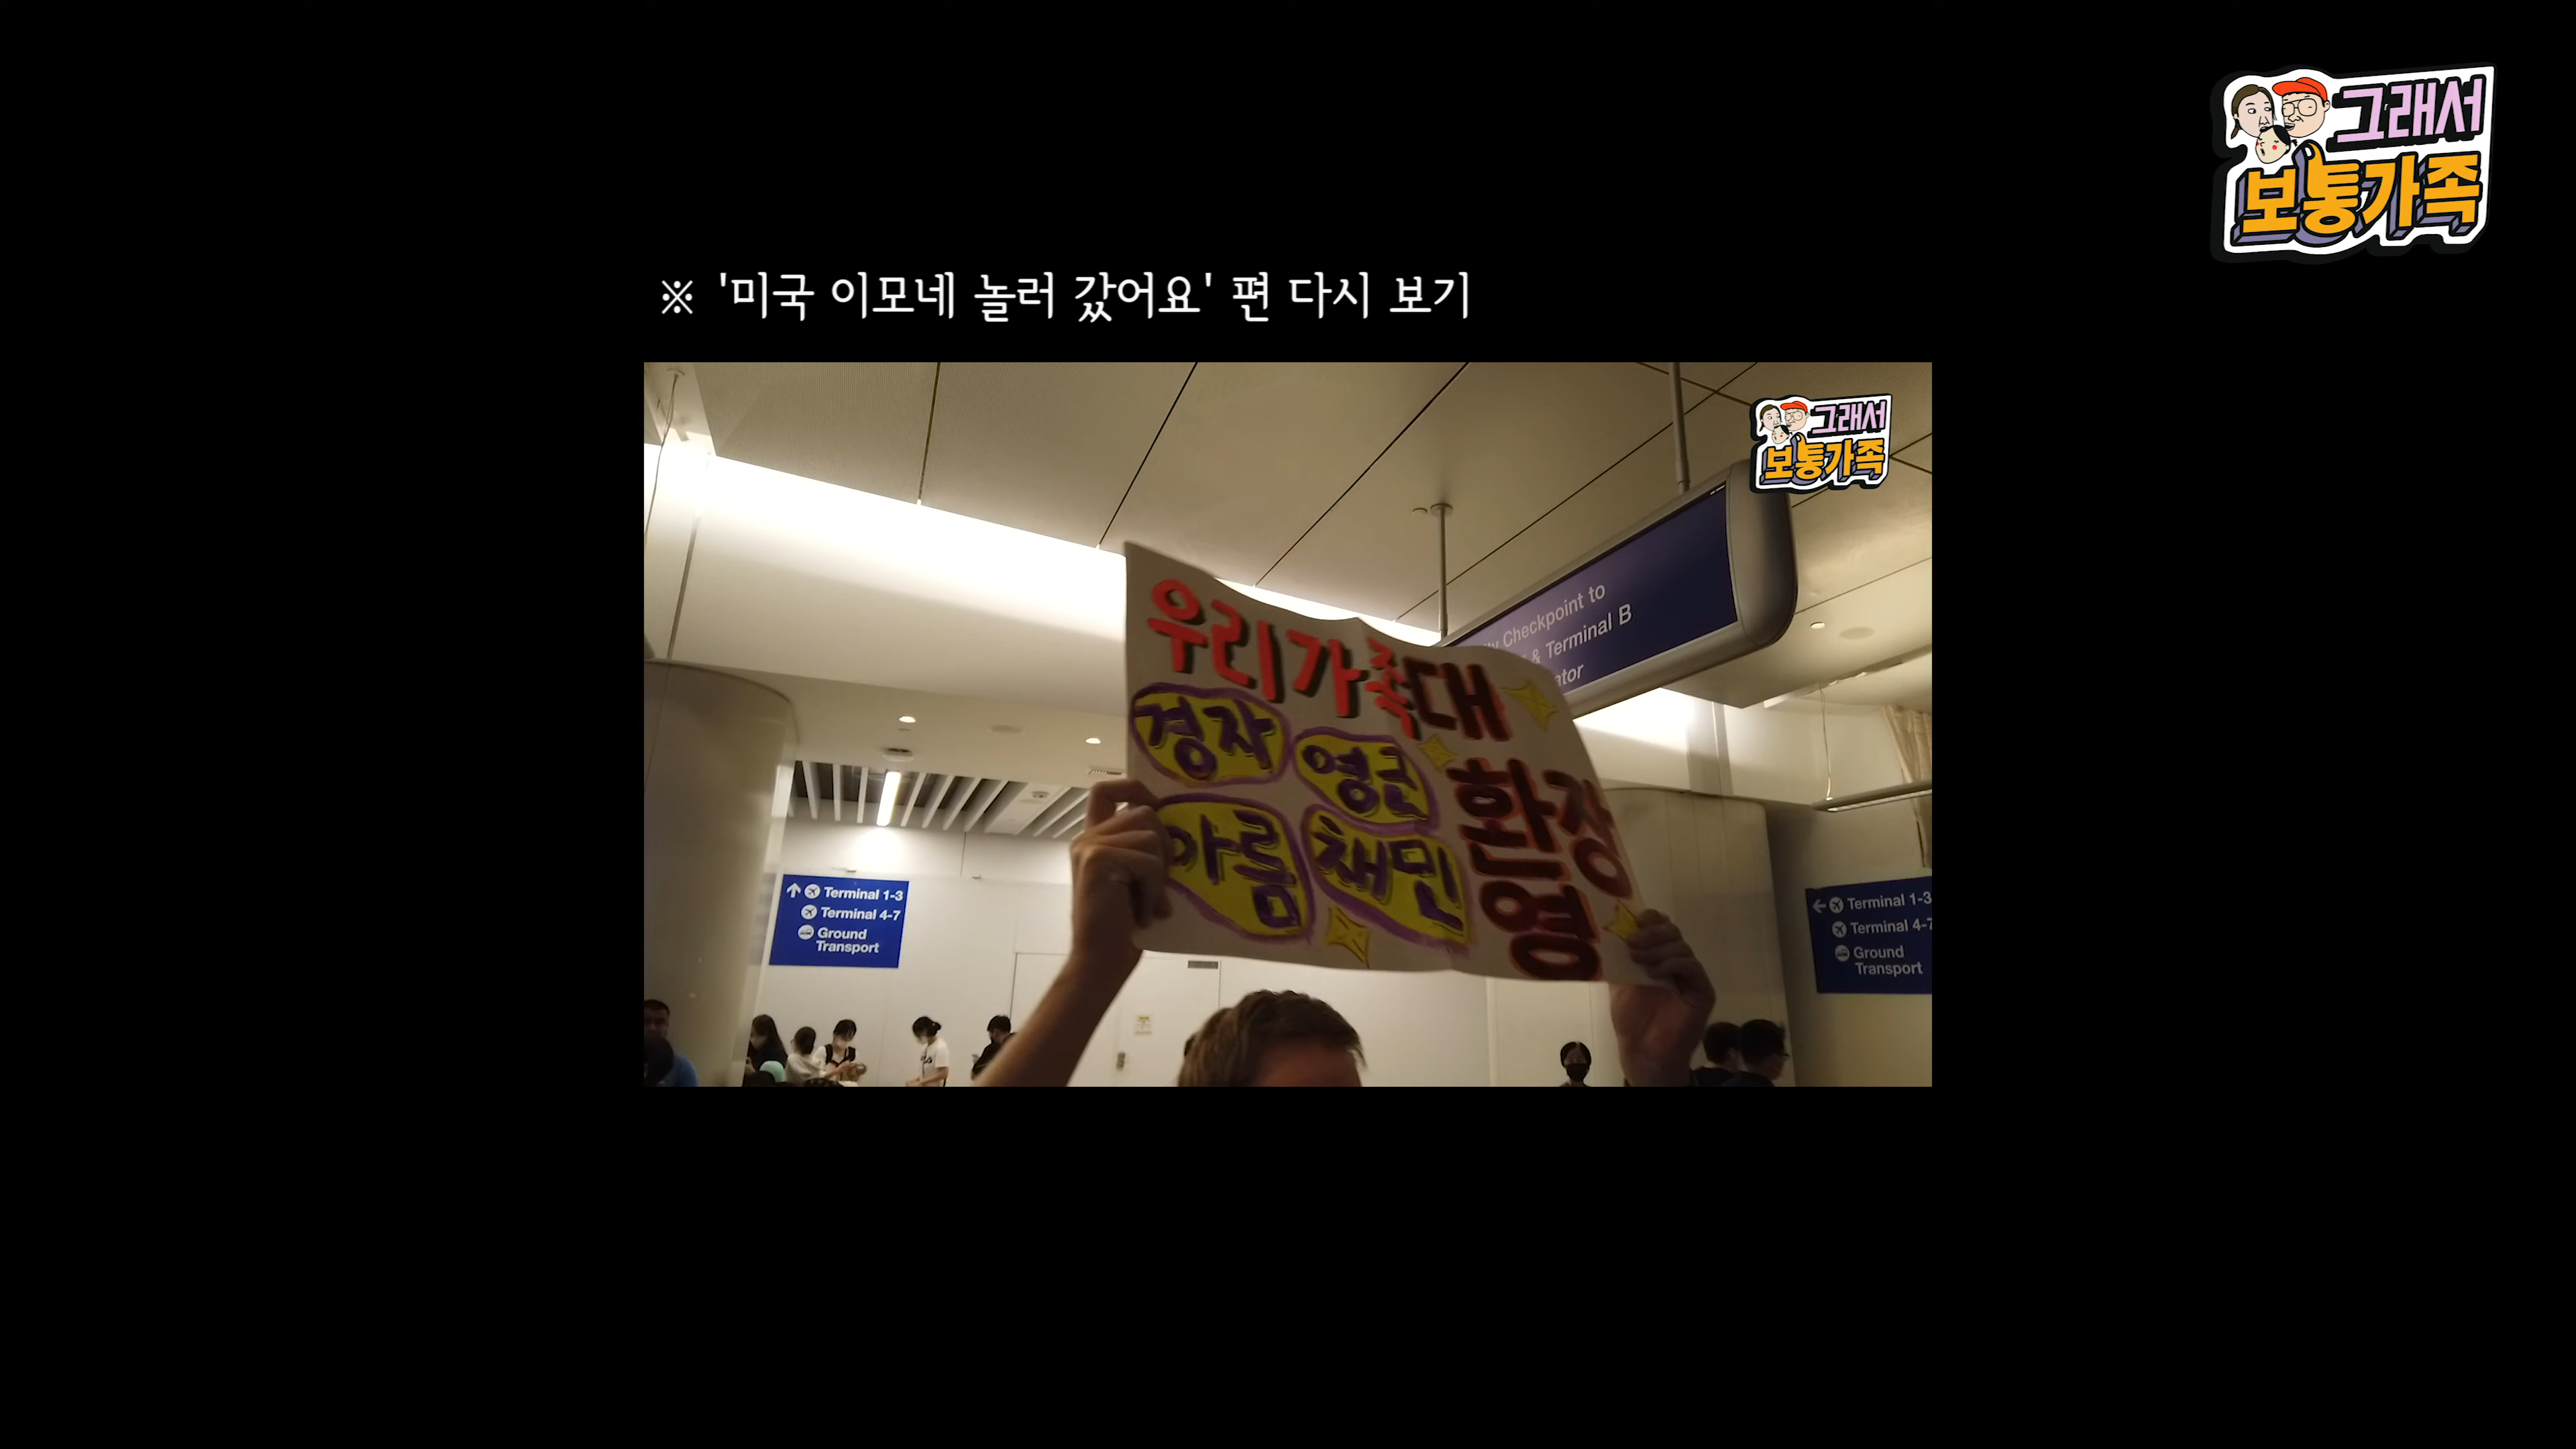 그래서
보통가족
※ '미국 이모네 놀러 갔어요' 편 다시 보기
그래서
보통가족
Checkpoint to
& Terminal B
우리가족대
경자
영근
환장
영
아름
채민
Terminal 1-3
Terminal 4-7
Ground
Transport
Terminal 1-3
Terminal 4-7
Ground
Transport